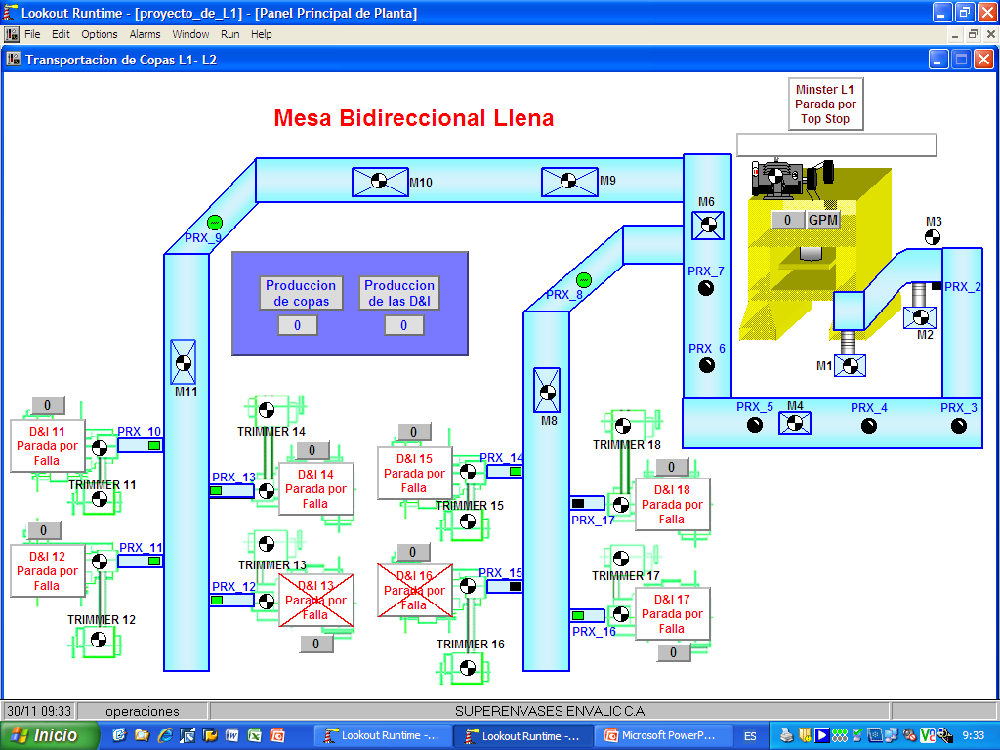 Lookout Runtime - [proyecto_de_L1] - [Panel Principal de Planta]
File Edit Options Alarms Window Run Help
Transportacion de Copas L1- L2
Minster L1
Parada por
Top Stop
Mesa Bidireccional Llena
M10
M9
M6
M3
0 GPM
PRX_9
PRX_7
PRX_8
PRX_2
Produccion
de copas
0
Produccion
de las D&I
0
M2
M1
PRX_6
M11
M8
PRX_5
M4
PRX_4
PRX_3
0
D&I 11
Parada por
Falla
PRX_10
TRIMMER 11
TRIMMER 14
0
PRX_13
D&I 14
Parada por
Falla
0
D&I 15
Parada por
Falla
PRX_14
TRIMMER 15
TRIMMER 18
0
D&I 18
Parada por
Falla
PRX_17
0
D&I 12
Parada por
Falla
PRX_11
TRIMMER 12
TRIMMER 13
PRX_12
D&I 13
Parada por
Falla
0
0
D&I 16
Parada por
Falla
PRX_15
TRIMMER 16
TRIMMER 17
D&I 17
Parada por
Falla
PRX_16
0
30/11 09:33 operaciones SUPERENVASES ENVALIC C.A
Inicio Lookout Runtime -... Lookout Runtime -... Microsoft PowerP... ES 9:33